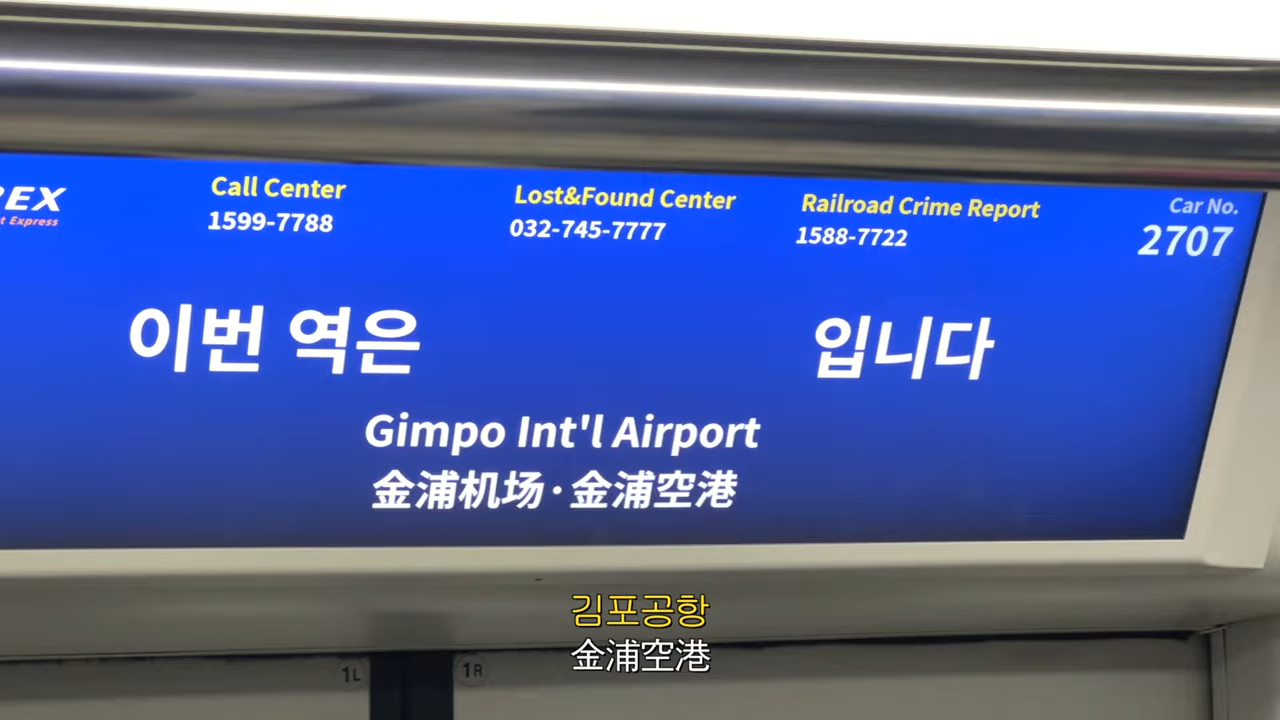 REX
t Express
Call Center
1599-7788
Lost&Found Center
032-745-7777
Railroad Crime Report
1588-7722
Car No.
2707
이번 역은 입니다
Gimpo Int'l Airport
金浦机场·金浦空港
김포공항
金浦空港
1L
1R